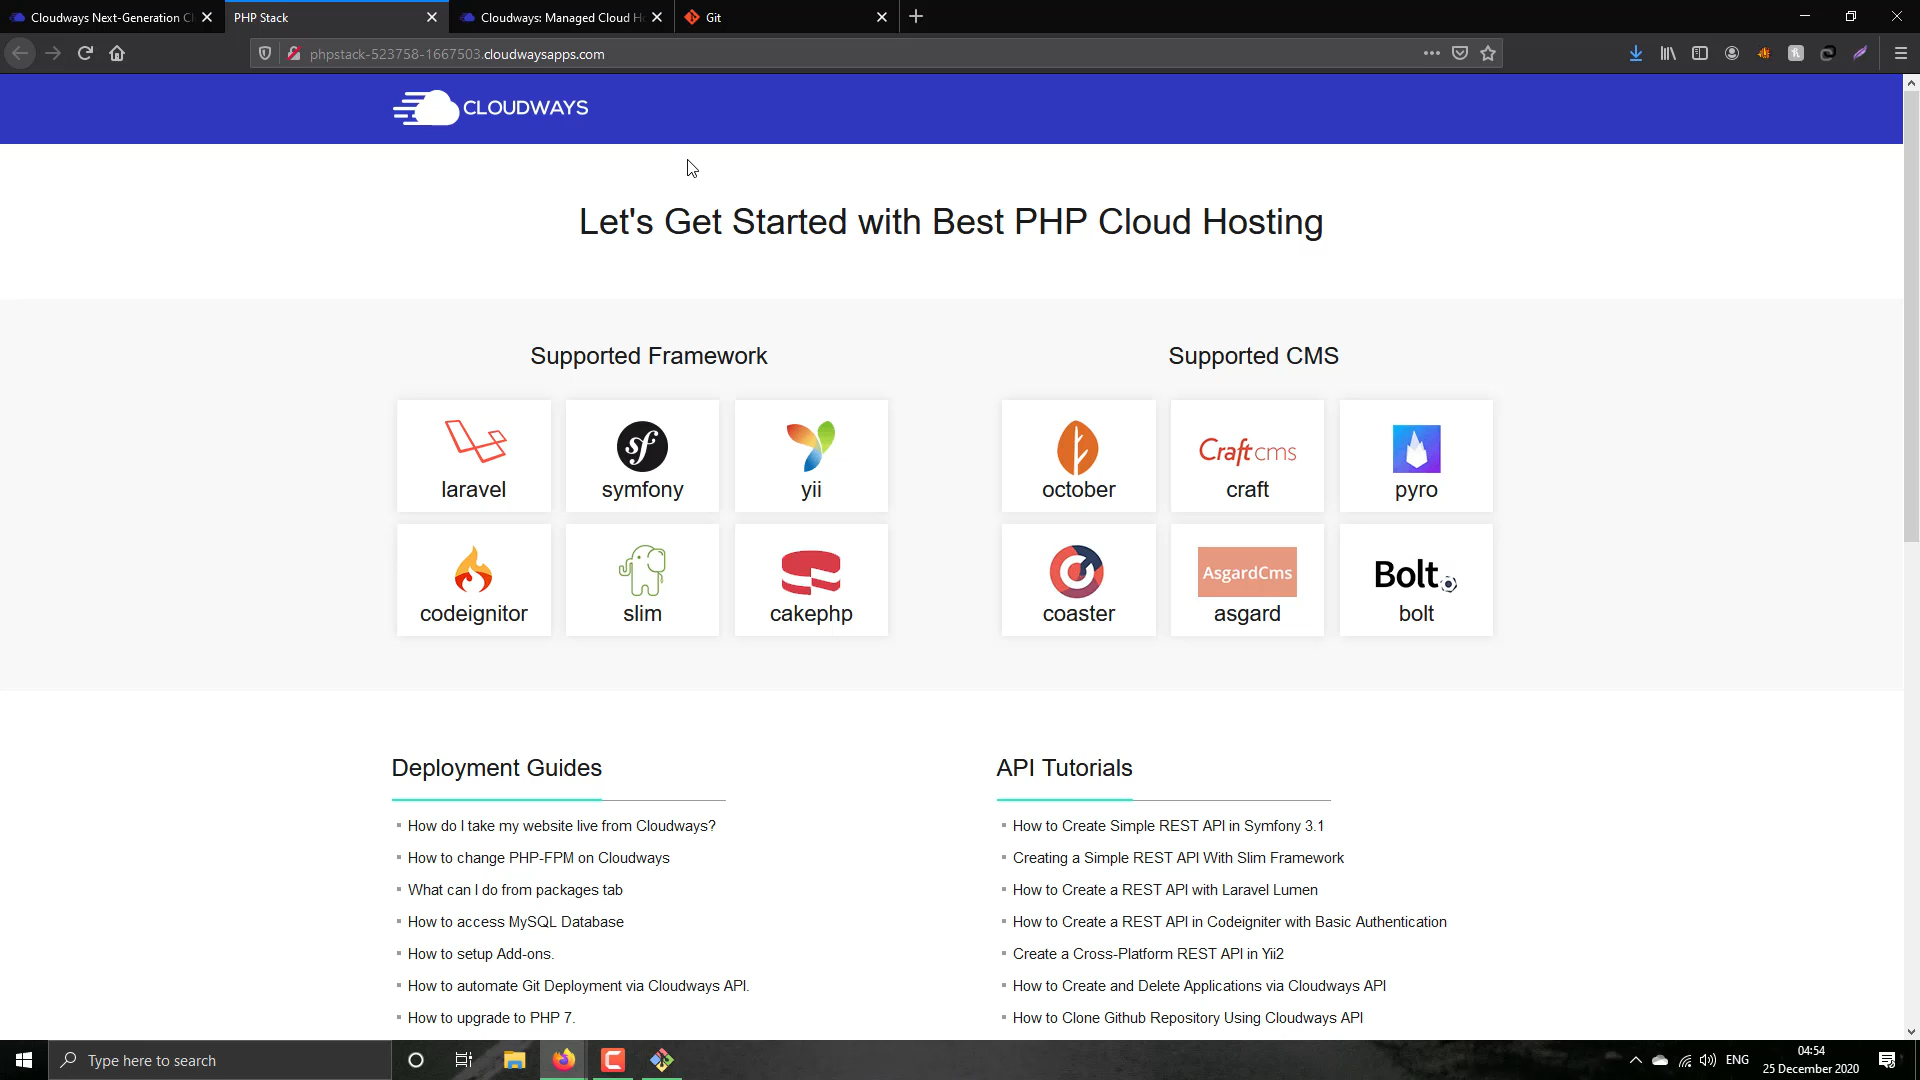 Cloudways Next-Generation Cl
PHP Stack
Cloudways: Managed Cloud Ho
Git
phpstack-523758-1667503.cloudwaysapps.com
CLOUDWAYS
Let's Get Started with Best PHP Cloud Hosting
Supported Framework
laravel
symfony
yii
codeignitor
slim
cakephp
Supported CMS
october
Craft cms
craft
pyro
coaster
AsgardCms
asgard
Bolt
bolt
Deployment Guides
How do I take my website live from Cloudways?
How to change PHP-FPM on Cloudways
What can I do from packages tab
How to access MySQL Database
How to setup Add-ons.
How to automate Git Deployment via Cloudways API.
How to upgrade to PHP 7.
API Tutorials
How to Create Simple REST API in Symfony 3.1
Creating a Simple REST API With Slim Framework
How to Create a REST API with Laravel Lumen
How to Create a REST API in Codeigniter with Basic Authentication
Create a Cross-Platform REST API in Yii2
How to Create and Delete Applications via Cloudways API
How to Clone Github Repository Using Cloudways API
Type here to search
ENG
04:54
25 December 2020